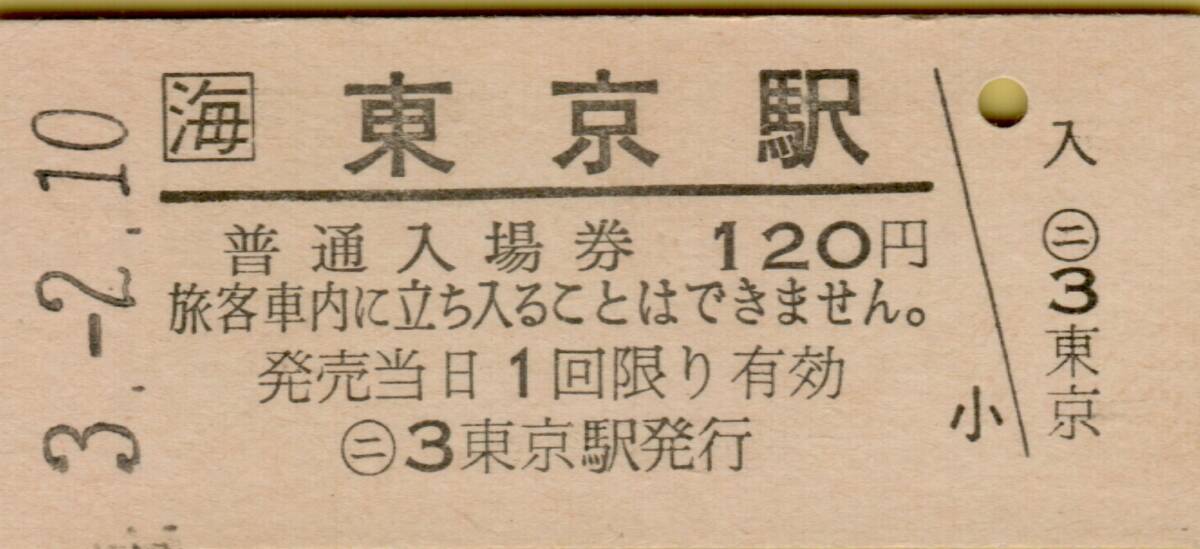 3.-2.10
海 東京駅
普通入場券 120円
旅客車内に立ち入ることはできません。
発売当日1回限り有効
㊁3東京駅発行
小
入
㊁3東京